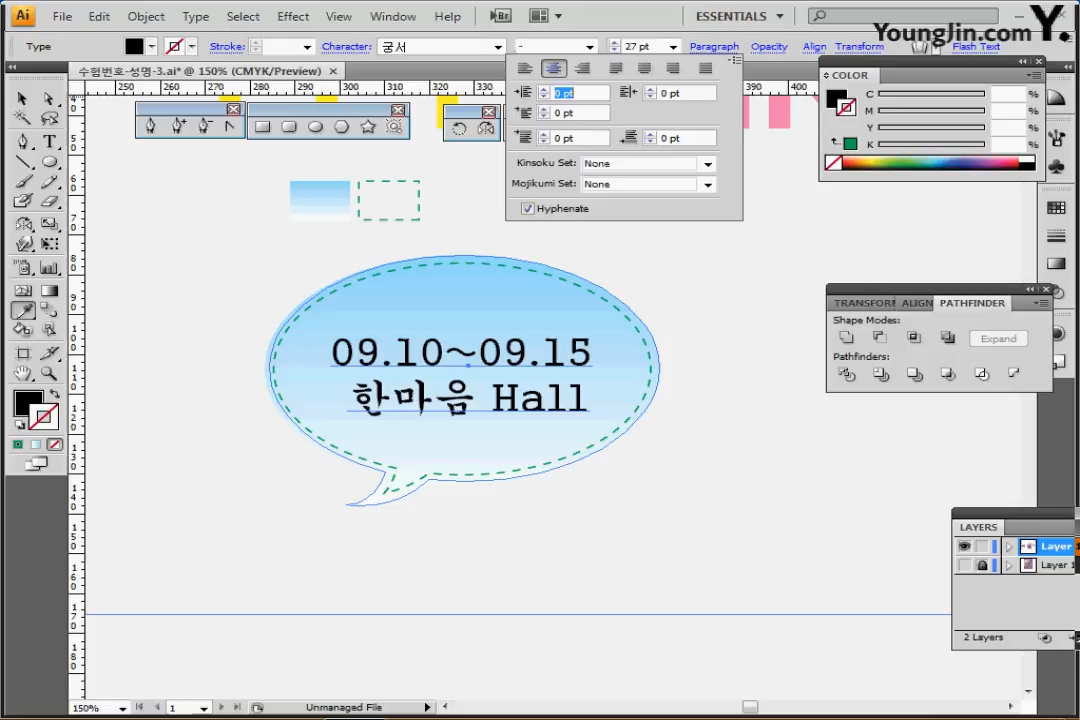 Ai File Edit Object Type Select Effect View Window Help Br ESSENTIALS
YoungJin.com Y.
Type Stroke: Character: 궁서 - 27 pt Paragraph Opacity Align Transform Flash Text
수험번호-성명-3.ai* @ 150% (CMYK/Preview)
250 260 270 280 290 300 310 320 330 390 400
0 pt 0 pt
0 pt
0 pt 0 pt
Kinsoku Set: None
Mojikumi Set: None
Hyphenate
COLOR
C %
M %
Y %
K %
09.10~09.15
한마음 Hall
TRANSFORM ALIGN PATHFINDER
Shape Modes:
Expand
Pathfinders:
LAYERS
Layer
Layer 1
2 Layers
150% 1 Unmanaged File